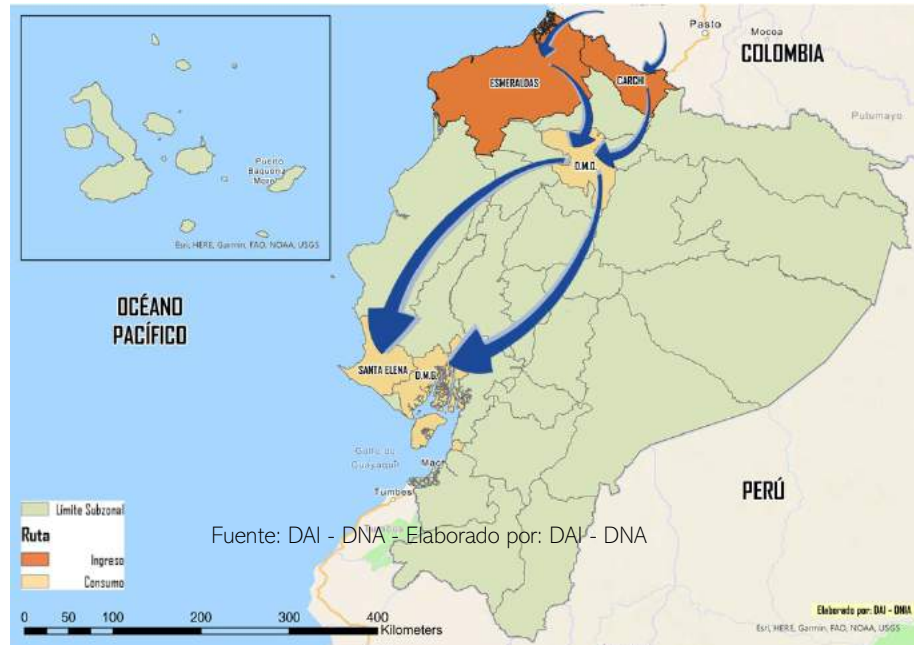 Pasto
Mocoa
COLOMBIA
ESMERALDAS
CARCHI
Putumayo
Puerto
Baquerizo
Moreno
D.M.Q.
Esri, HERE, Garmin, FAO, NOAA, USGS
OCÉANO
PACÍFICO
SANTA ELENA
D.M.G.
Golfo de
Guayaquil
Mac
Tumbes
PERÚ
Límite Subzonal
Ruta
Ingreso
Consumo
Fuente: DAI - DNA - Elaborado por: DAI - DNA
Elaborado por: DAI - DNIA
0 50 100 200 300 400
Kilometers
Esri, HERE, Garmin, FAO, NOAA, USGS